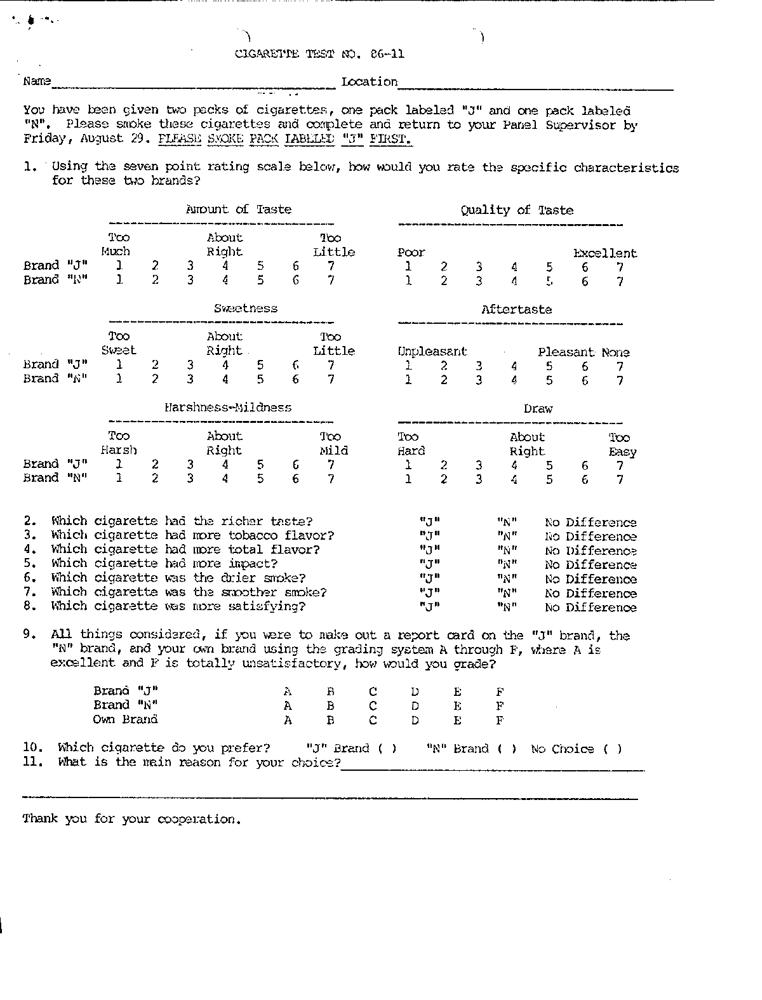 CIGARETTE TEST NO. 86-11
Name Location
You have been given two packs of cigarettes, one pack labeled "J" and one pack labeled
"N". Please smoke these cigarettes and complete and return to your Panel Supervisor by
Friday, August 29. PLEASE SMOKE PACK LABELED "J" FIRST.
1. Using the seven point rating scale below, how would you rate the specific characteristics
for these two brands?
Amount of Taste Quality of Taste
Too About Too
Much Right Little Poor Excellent
Brand "J" 1 2 3 4 5 6 7 1 2 3 4 5 6 7
Brand "N" 1 2 3 4 5 6 7 1 2 3 4 5 6 7
Sweetness Aftertaste
Too About Too
Sweet Right Little Unpleasant Pleasant None
Brand "J" 1 2 3 4 5 6 7 1 2 3 4 5 6 7
Brand "N" 1 2 3 4 5 6 7 1 2 3 4 5 6 7
Harshness-Mildness Draw
Too About Too Too About Too
Harsh Right Mild Hard Right Easy
Brand "J" 1 2 3 4 5 6 7 1 2 3 4 5 6 7
Brand "N" 1 2 3 4 5 6 7 1 2 3 4 5 6 7
2. Which cigarette had the richer taste? "J" "N" No Difference
3. Which cigarette had more tobacco flavor? "J" "N" No Difference
4. Which cigarette had more total flavor? "J" "N" No Difference
5. Which cigarette had more impact? "J" "N" No Difference
6. Which cigarette was the drier smoke? "J" "N" No Difference
7. Which cigarette was the smoother smoke? "J" "N" No Difference
8. Which cigarette was more satisfying? "J" "N" No Difference
9. All things considered, if you were to make out a report card on the "J" brand, the
"N" brand, and your own brand using the grading system A through F, where A is
excellent and F is totally unsatisfactory, how would you grade?
Brand "J" A B C D E F
Brand "N" A B C D E F
Own Brand A B C D E F
10. Which cigarette do you prefer? "J" Brand ( ) "N" Brand ( ) No Choice ( )
11. What is the main reason for your choice?
Thank you for your cooperation.